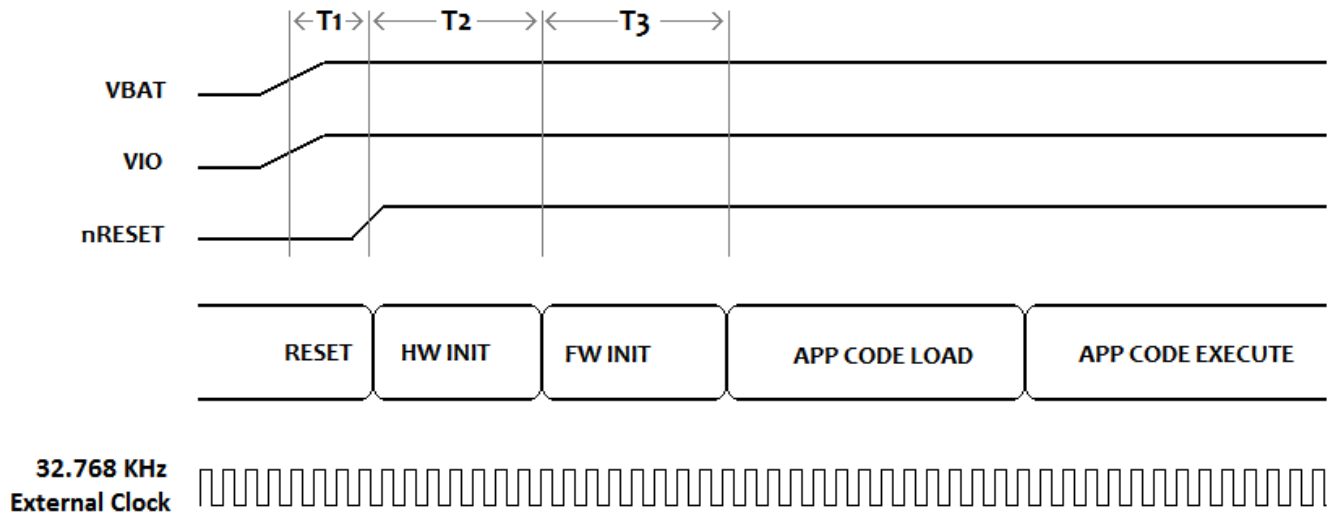 T1 T2 T3
VBAT
VIO
nRESET
RESET HW INIT FW INIT APP CODE LOAD APP CODE EXECUTE
32.768 KHz
External Clock